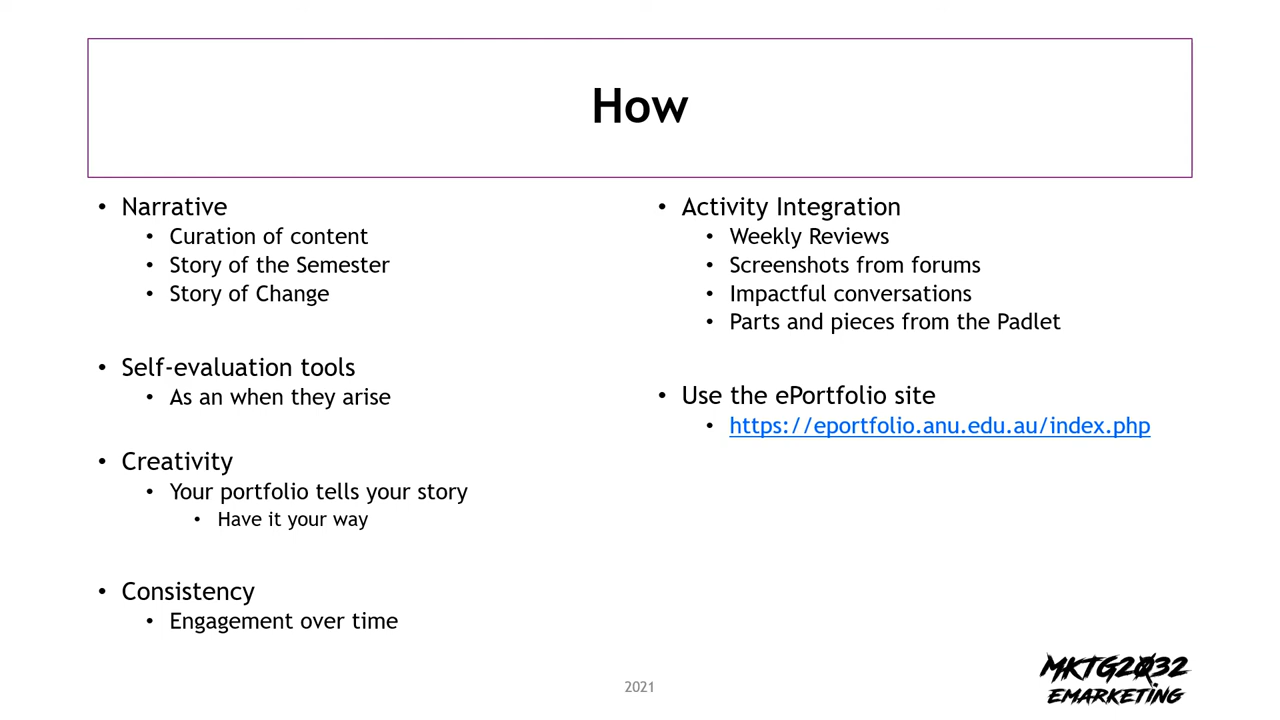 How
• Narrative
• Curation of content
• Story of the Semester
• Story of Change
• Self-evaluation tools
• As an when they arise
• Creativity
• Your portfolio tells your story
• Have it your way
• Consistency
• Engagement over time
• Activity Integration
• Weekly Reviews
• Screenshots from forums
• Impactful conversations
• Parts and pieces from the Padlet
• Use the ePortfolio site
• https://eportfolio.anu.edu.au/index.php
2021
MKTG2032
EMARKETING